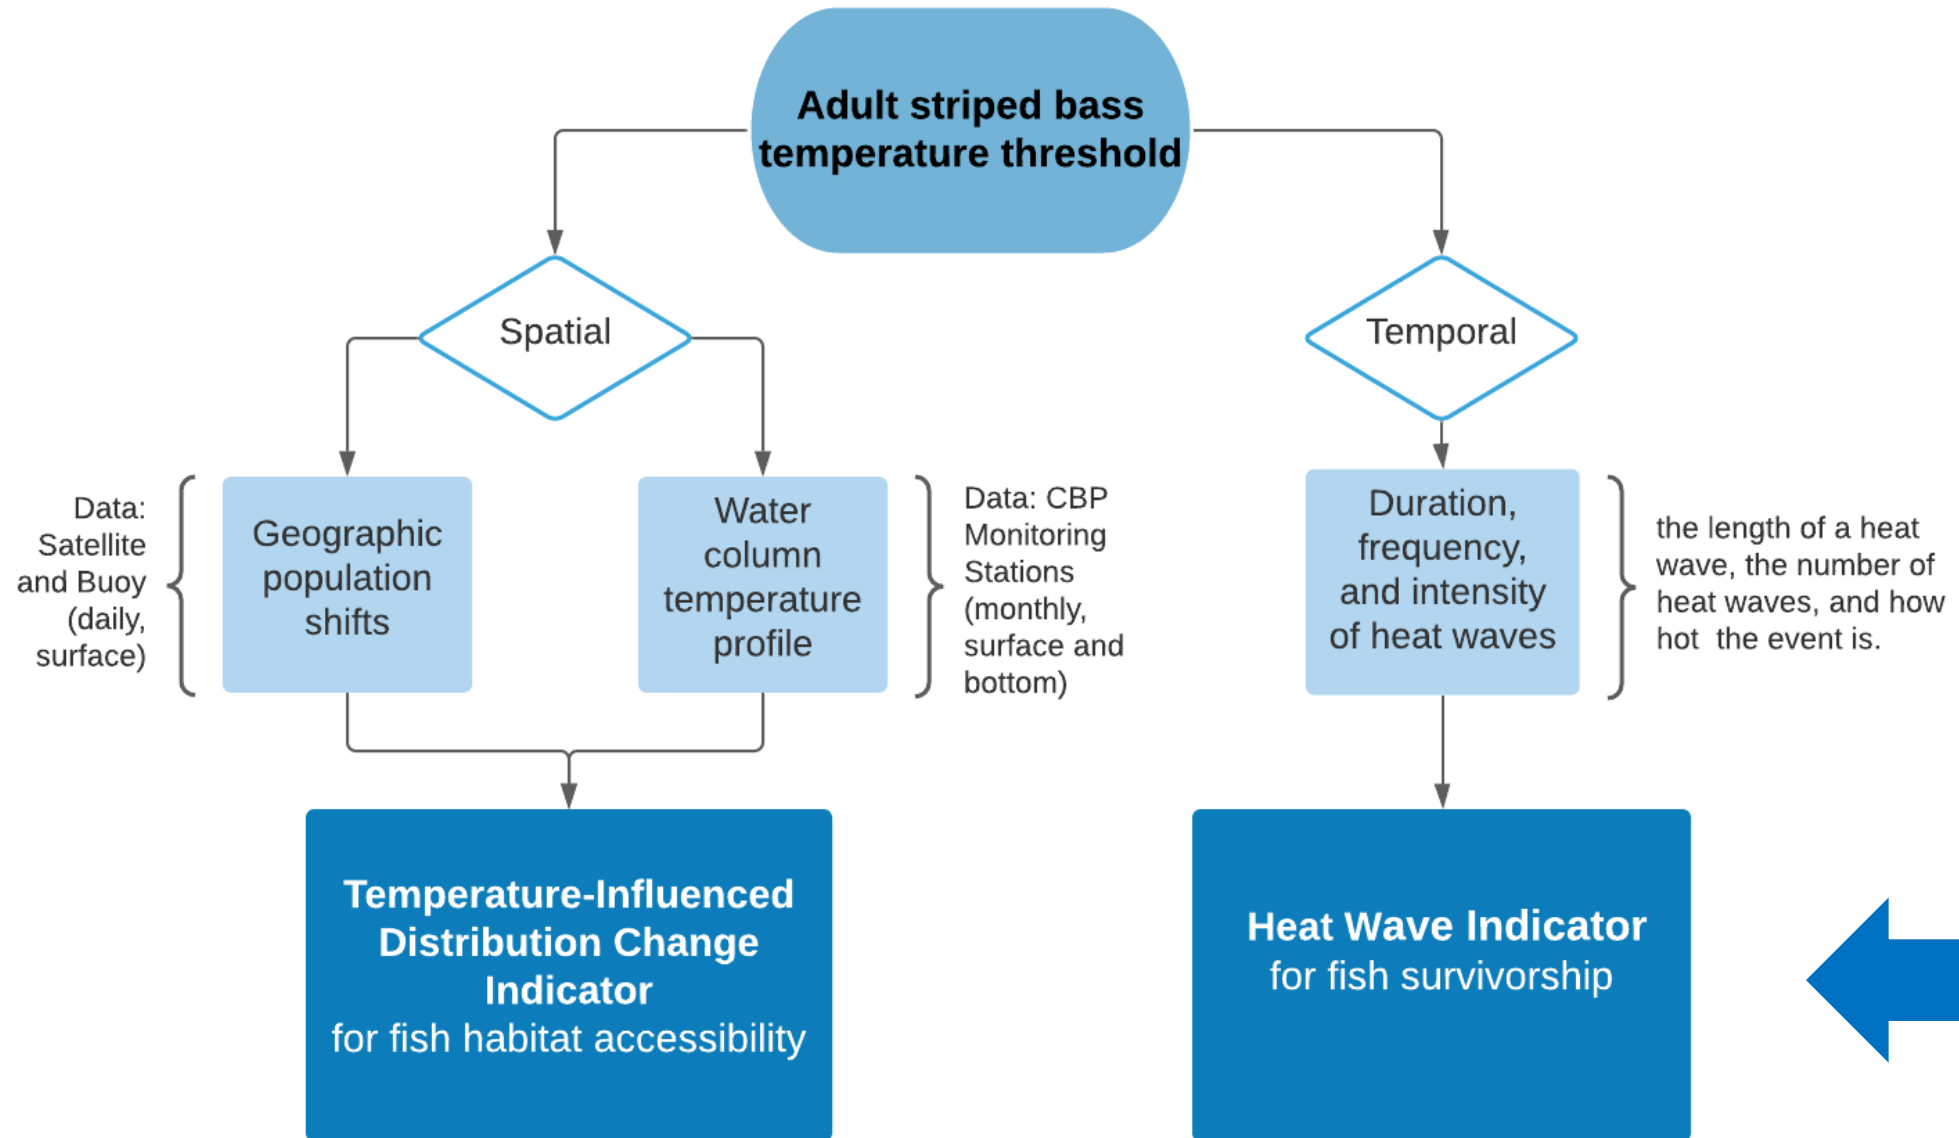 Adult striped bass
temperature threshold
Spatial
Temporal
Data:
Satellite
and Buoy
(daily,
surface)
Geographic
population
shifts
Water
column
temperature
profile
Data: CBP
Monitoring
Stations
(monthly,
surface and
bottom)
Duration,
frequency,
and intensity
of heat waves
the length of a heat
wave, the number of
heat waves, and how
hot the event is.
Temperature-Influenced
Distribution Change
Indicator
for fish habitat accessibility
Heat Wave Indicator
for fish survivorship